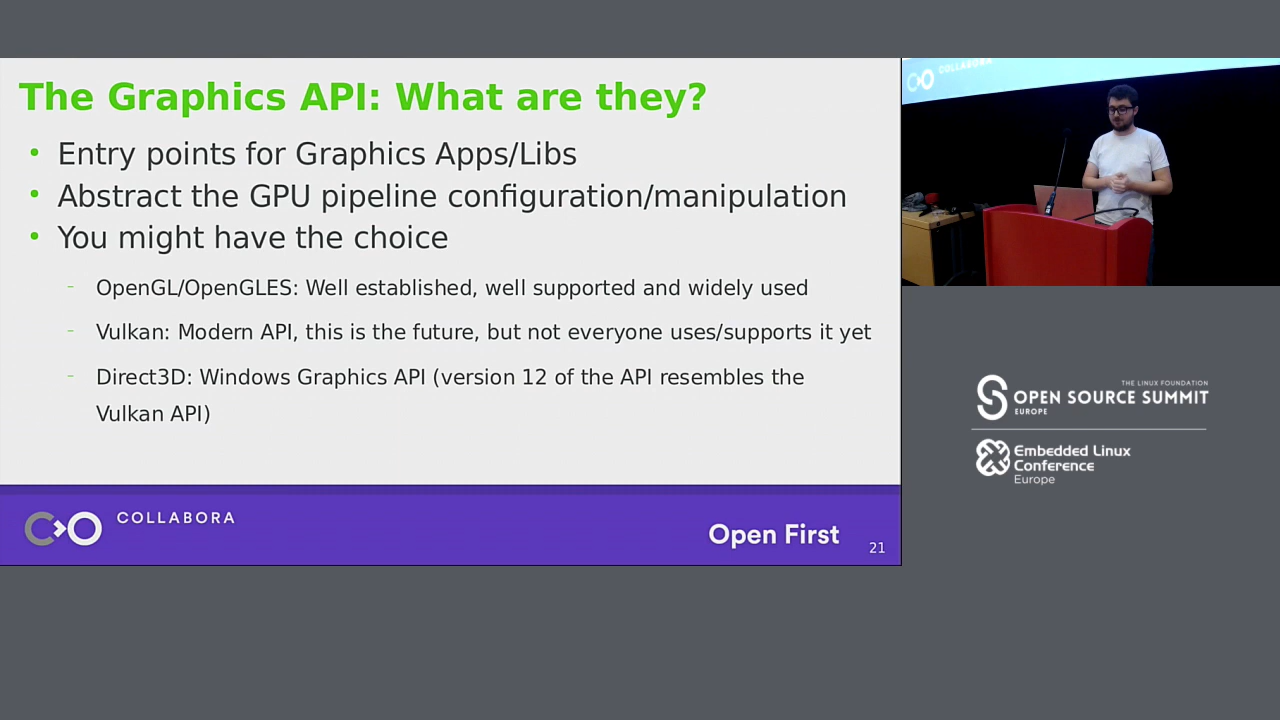 The Graphics API: What are they?
• Entry points for Graphics Apps/Libs
• Abstract the GPU pipeline configuration/manipulation
• You might have the choice
– OpenGL/OpenGLES: Well established, well supported and widely used
– Vulkan: Modern API, this is the future, but not everyone uses/supports it yet
– Direct3D: Windows Graphics API (version 12 of the API resembles the
Vulkan API)
COLLABORA
Open First
21
COLLABORA
THE LINUX FOUNDATION
OPEN SOURCE SUMMIT
EUROPE
Embedded Linux
Conference
Europe